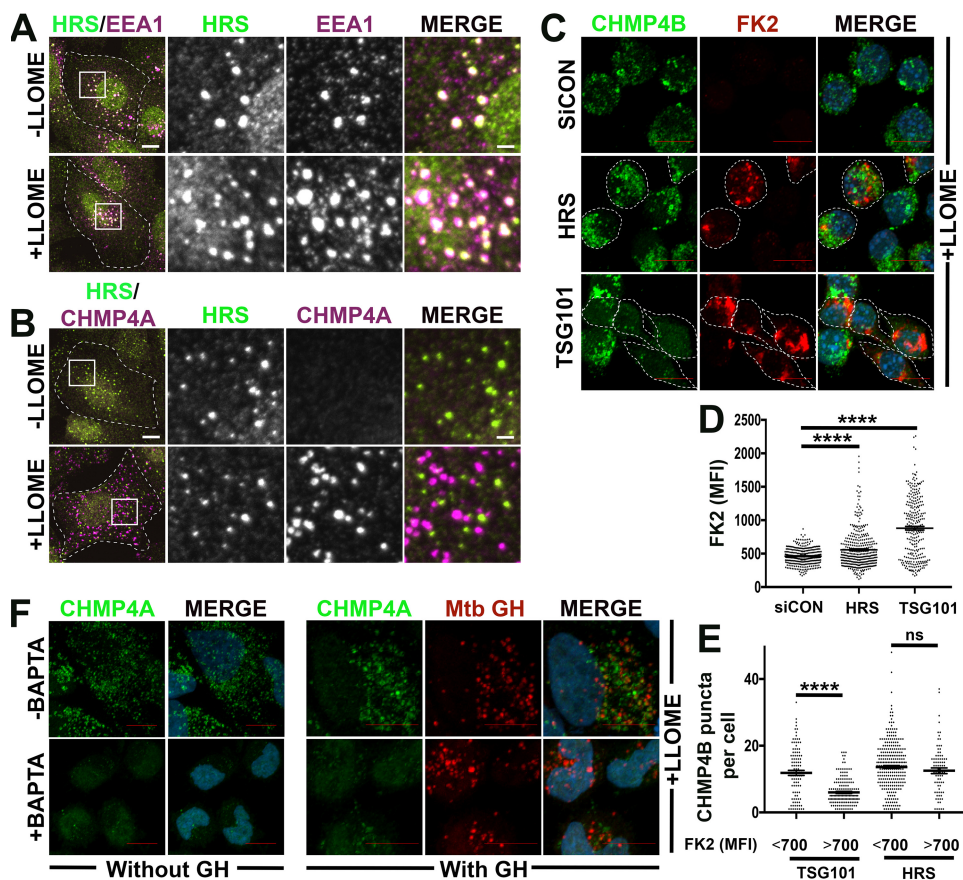 A
HRS/EEA1 HRS EEA1 MERGE
-LLOME
+LLOME
B
HRS/
CHMP4A HRS CHMP4A MERGE
-LLOME
+LLOME
C
CHMP4B FK2 MERGE
SiCON
HRS
TSG101
+LLOME
D
FK2 (MFI)
2500
2000
1500
1000
500
0
siCON HRS TSG101
**** ****
E
CHMP4B puncta
per cell
60
40
20
0
**** ns
FK2 (MFI) <700 >700 <700 >700
TSG101 HRS
F
CHMP4A MERGE CHMP4A Mtb GH MERGE
-BAPTA
+BAPTA
+LLOME
Without GH With GH